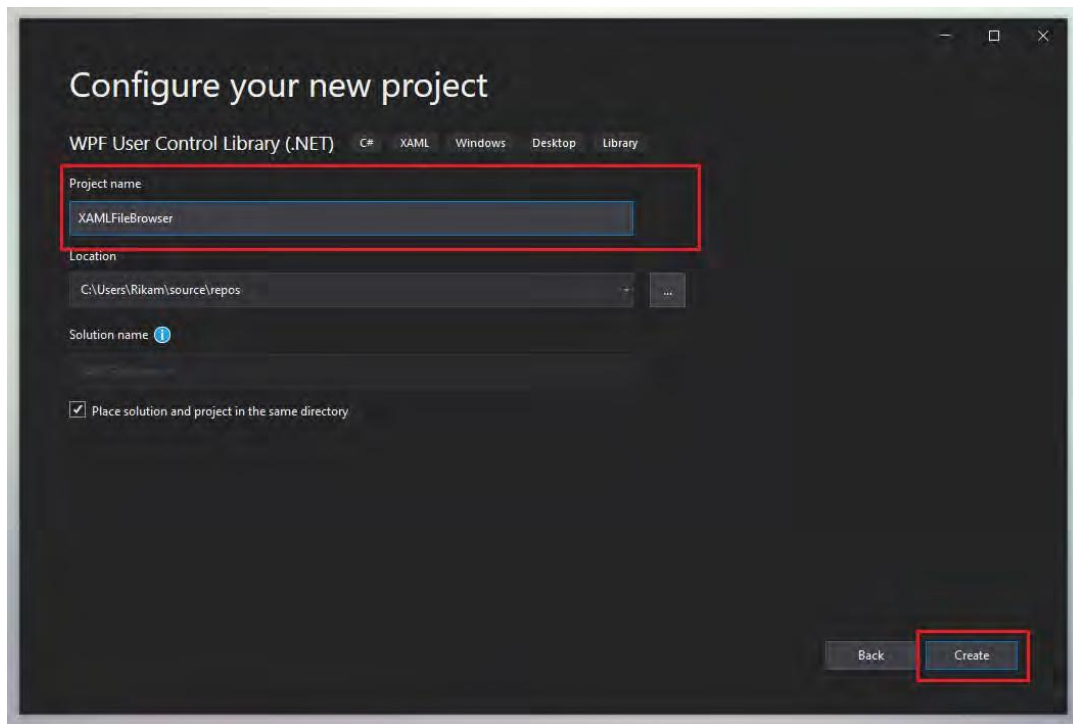 Configure your new project
WPF User Control Library (.NET) C# XAML Windows Desktop Library
Project name
XAMLFileBrowser
Location
C:\Users\Rikam\source\repos
...
Solution name
Place solution and project in the same directory
Back Create